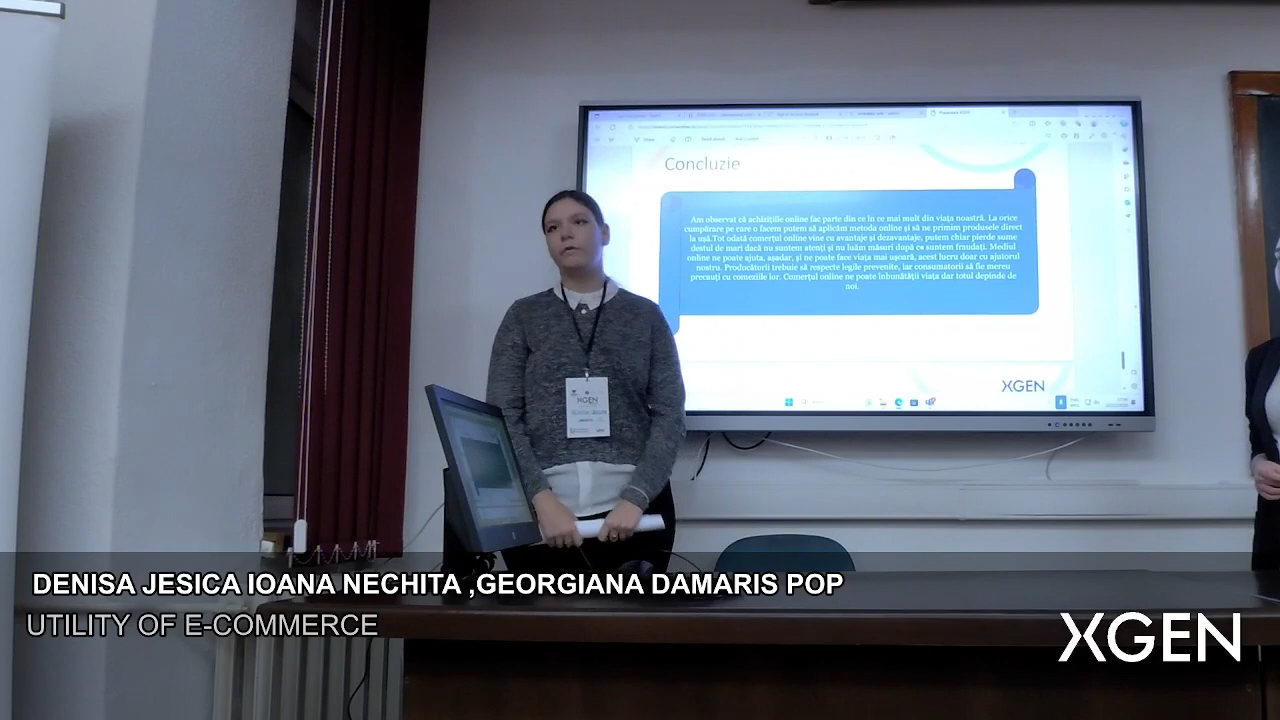 Concluzie
Am observat că achizițiile online fac parte din ce în ce mai mult din viața noastră. La orice
cumpărare pe care o facem putem să aplicăm metoda online și să ne primim produsele direct
la ușă.Tot odată comerțul online vine cu avantaje și dezavantaje, putem chiar pierde sume
destul de mari dacă nu suntem atenți și nu luăm măsuri după ce suntem fraudați. Mediul
online ne poate ajuta, așadar, și ne poate face viața mai ușoară, acest lucru doar cu ajutorul
nostru. Producătorii trebuie să respecte legile prevenite, iar consumatorii să fie mereu
precauți cu comeziile lor. Comerțul online ne poate înbunătății viața dar totul depinde de
noi.
XGEN
XGEN
DENISA JESICA IOANA NECHITA ,GEORGIANA DAMARIS POP
UTILITY OF E-COMMERCE
XGEN